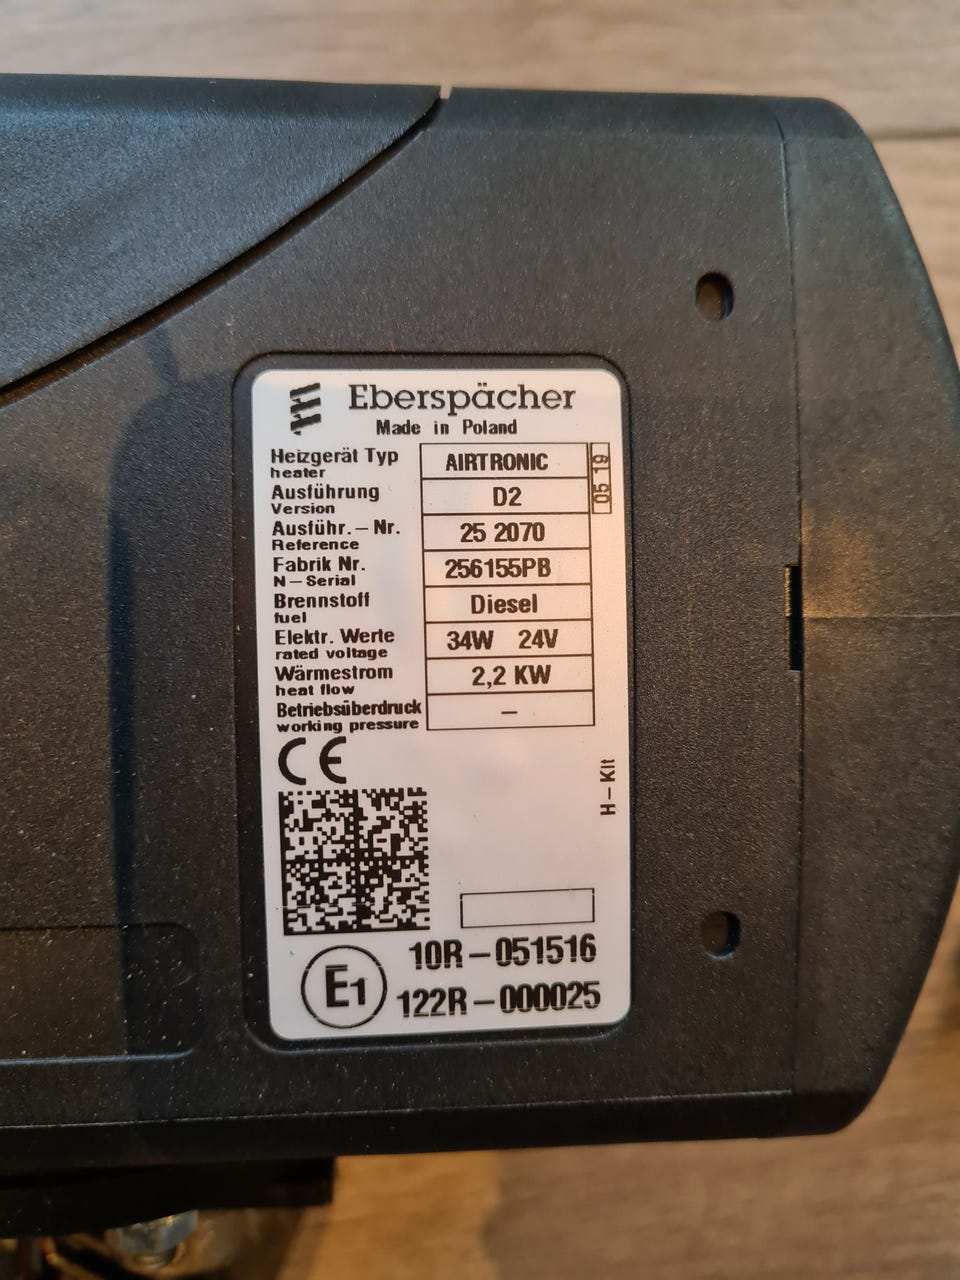 Eberspächer
Made in Poland
Heizgerät Typ
heater
AIRTRONIC
05 19
Ausführung
Version
D2
Ausführ.-Nr.
Reference
25 2070
Fabrik Nr.
N-Serial
256155PB
Brennstoff
fuel
Diesel
Elektr. Werte
rated voltage
34W 24V
Wärmestrom
heat flow
2,2 KW
Betriebsüberdruck
working pressure
–
CE
H-Kit
E1
10R-051516
122R-000025